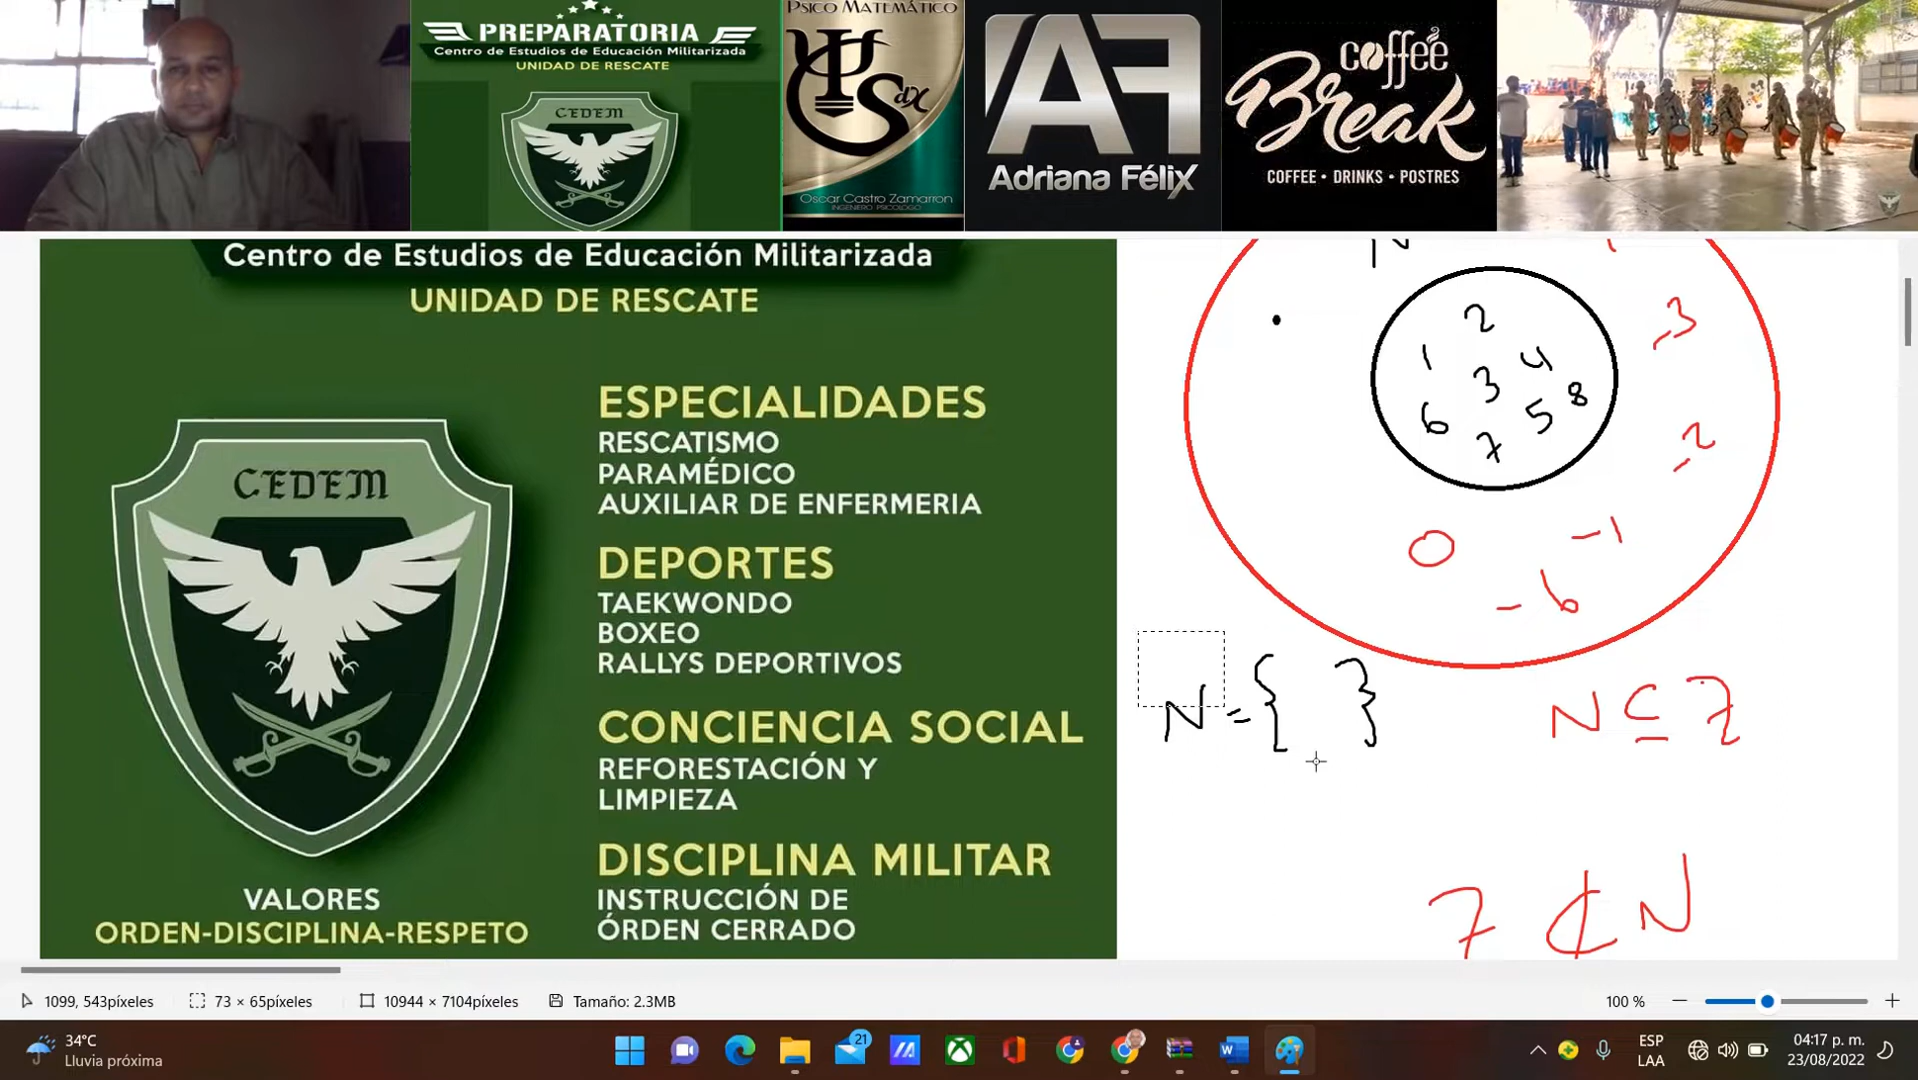 PREPARATORIA
Centro de Estudios de Educación Militarizada
UNIDAD DE RESCATE
CEDEM
PSICO MATEMÁTICO
dx
Oscar Castro Zamarron
INGENIERO PSICOLOGO
AF
Adriana Félix
coffee
Break
COFFEE • DRINKS • POSTRES
Centro de Estudios de Educación Militarizada
UNIDAD DE RESCATE
CEDEM
VALORES
ORDEN-DISCIPLINA-RESPETO
ESPECIALIDADES
RESCATISMO
PARAMÉDICO
AUXILIAR DE ENFERMERIA
DEPORTES
TAEKWONDO
BOXEO
RALLYS DEPORTIVOS
CONCIENCIA SOCIAL
REFORESTACIÓN Y
LIMPIEZA
DISCIPLINA MILITAR
INSTRUCCIÓN DE
ÓRDEN CERRADO
2
1 3 4
6 5 8
7
-3
-2
0 -1
-6
N={ }
N ⊆ Z
Z ⊄ N
1099, 543píxeles
73 × 65píxeles
10944 × 7104píxeles
Tamaño: 2.3MB
100 %
34°C
Lluvia próxima
21
ESP
LAA
04:17 p. m.
23/08/2022